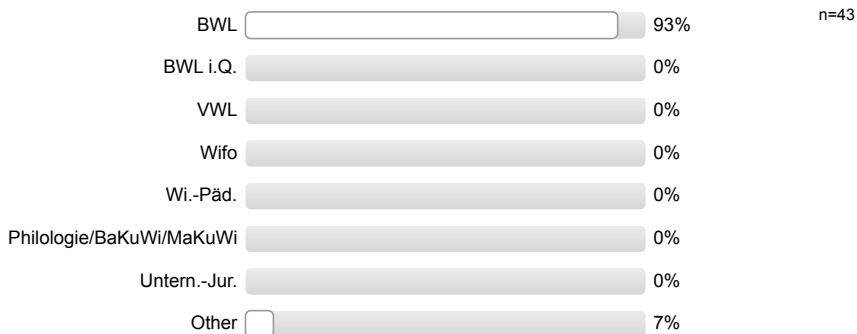 BWL 93% n=43
BWL i.Q. 0%
VWL 0%
Wifo 0%
Wi.-Päd. 0%
Philologie/BaKuWi/MaKuWi 0%
Untern.-Jur. 0%
Other 7%